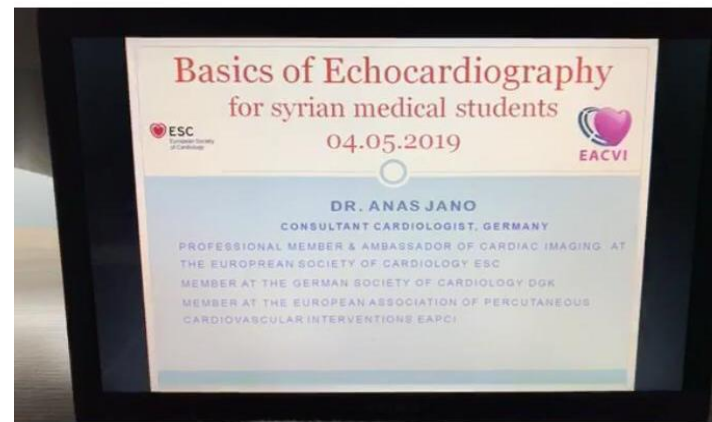 Basics of Echocardiography
for syrian medical students
04.05.2019
ESC
European Society
of Cardiology
EACVI
DR. ANAS JANO
CONSULTANT CARDIOLOGIST, GERMANY
PROFESSIONAL MEMBER & AMBASSADOR OF CARDIAC IMAGING AT
THE EUROPREAN SOCIETY OF CARDIOLOGY ESC
MEMBER AT THE GERMAN SOCIETY OF CARDIOLOGY DGK
MEMBER AT THE EUROPEAN ASSOCIATION OF PERCUTANEOUS
CARDIOVASCULAR INTERVENTIONS EAPCI